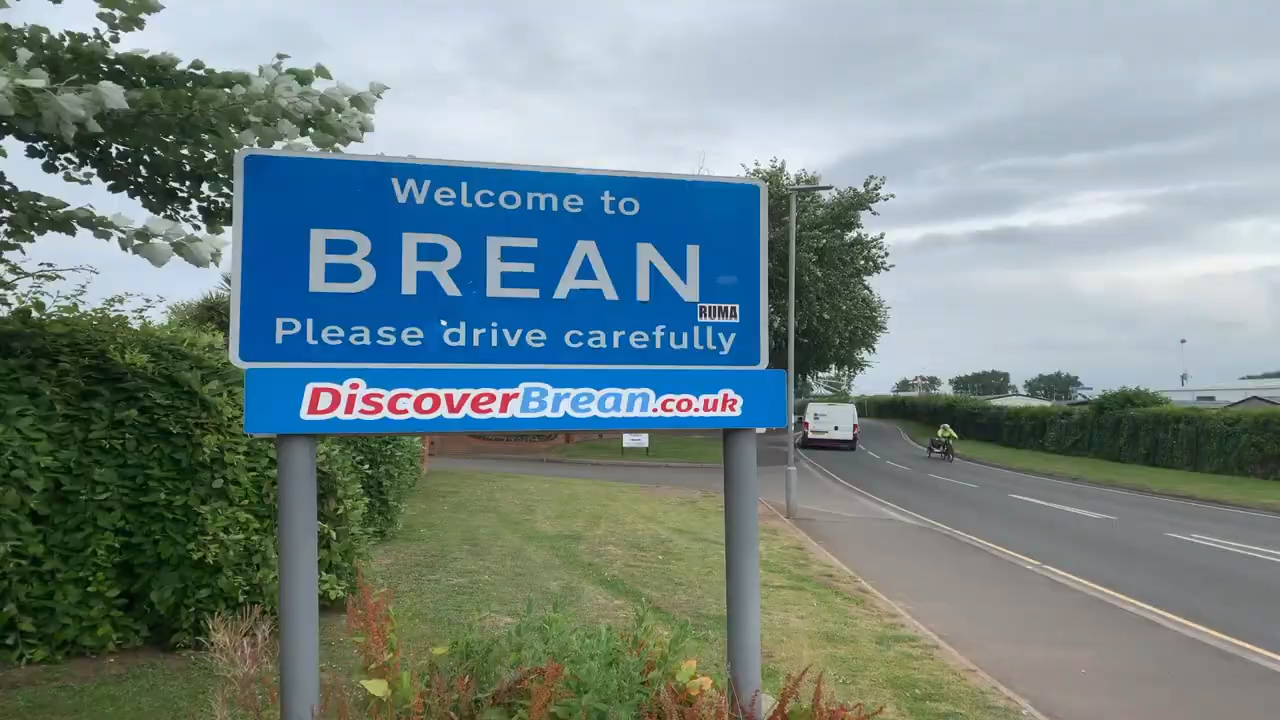 Welcome to
BREAN
RUMA
Please drive carefully
DiscoverBrean.co.uk